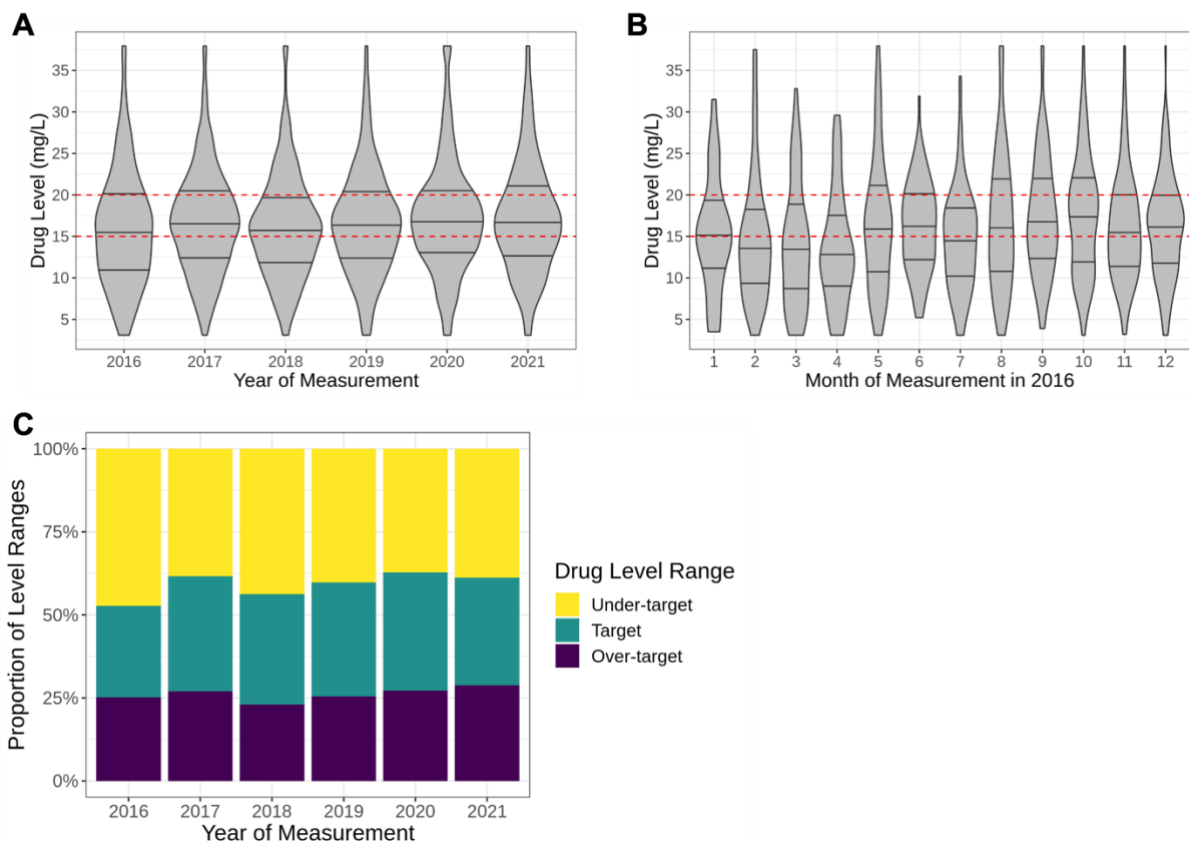 A
Drug Level (mg/L)
35
30
25
20
15
10
5
2016 2017 2018 2019 2020 2021
Year of Measurement
B
Drug Level (mg/L)
35
30
25
20
15
10
5
1 2 3 4 5 6 7 8 9 10 11 12
Month of Measurement in 2016
C
Proportion of Level Ranges
100%
75%
50%
25%
0%
2016 2017 2018 2019 2020 2021
Year of Measurement
Drug Level Range
Under-target
Target
Over-target